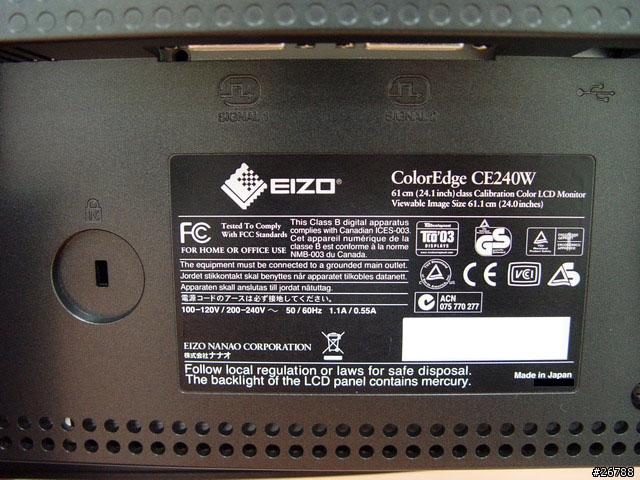 SIGNAL 1
SIGNAL 2
K
EIZO®
ColorEdge CE240W
61 cm (24.1 inch) class Calibration Color LCD Monitor
Viewable Image Size 61.1 cm (24.0 inches)
FC
Tested To Comply
With FCC Standards
FOR HOME OR OFFICE USE
This Class B digital apparatus
complies with Canadian ICES-003.
Cet appareil numérique de la
classe B est conforme à la norme
NMB-003 du Canada.
TCO'03
DISPLAYS
GS
CE
VCI
The equipment must be connected to a grounded main outlet.
Jordet stikkontakt skal benyttes når apparatet tilkobles datanett.
Apparaten skall anslutas till jordat nätuttag.
電源コードのアースは必ず接地してください。
100-120V / 200-240V ～ 50 / 60Hz 1.1A / 0.55A
ACN
075 770 277
EIZO NANAO CORPORATION
株式会社ナナオ
Follow local regulation or laws for safe disposal.
The backlight of the LCD panel contains mercury.
Made in Japan
#26788